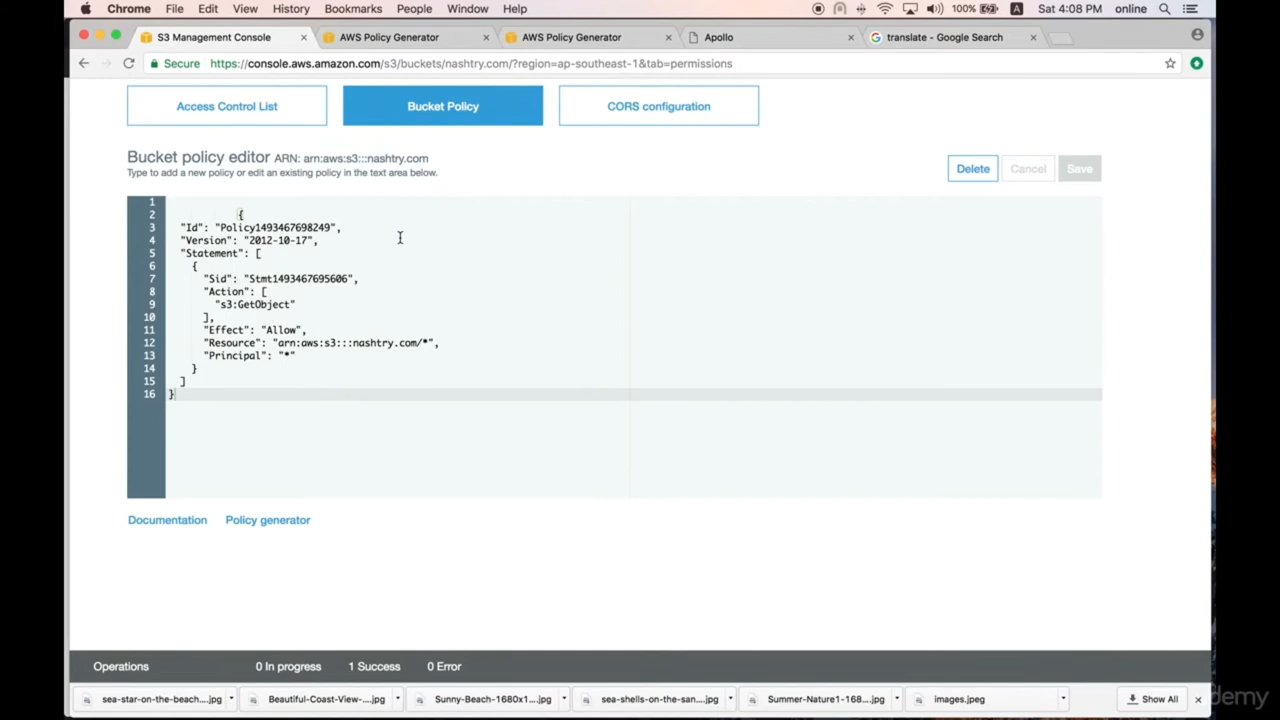 Chrome File Edit View History Bookmarks People Window Help 100% A Sat 4:08 PM online
S3 Management Console × AWS Policy Generator × AWS Policy Generator × Apollo × translate - Google Search ×
Secure https://console.aws.amazon.com/s3/buckets/nashtry.com/?region=ap-southeast-1&tab=permissions
Access Control List Bucket Policy CORS configuration
Bucket policy editor ARN: arn:aws:s3:::nashtry.com
Type to add a new policy or edit an existing policy in the text area below.
Delete Cancel Save
1
2 {
3 "Id": "Policy1493467698249",
4 "Version": "2012-10-17",
5 "Statement": [
6 {
7 "Sid": "Stmt1493467695606",
8 "Action": [
9 "s3:GetObject"
10 ],
11 "Effect": "Allow",
12 "Resource": "arn:aws:s3:::nashtry.com/*",
13 "Principal": "*"
14 }
15 ]
16 }
Documentation Policy generator
Operations 0 In progress 1 Success 0 Error
sea-star-on-the-beach....jpg Beautiful-Coast-View-...jpg Sunny-Beach-1680x1...jpg sea-shells-on-the-san....jpg Summer-Nature1-168....jpg images.jpeg Show All ×
demy